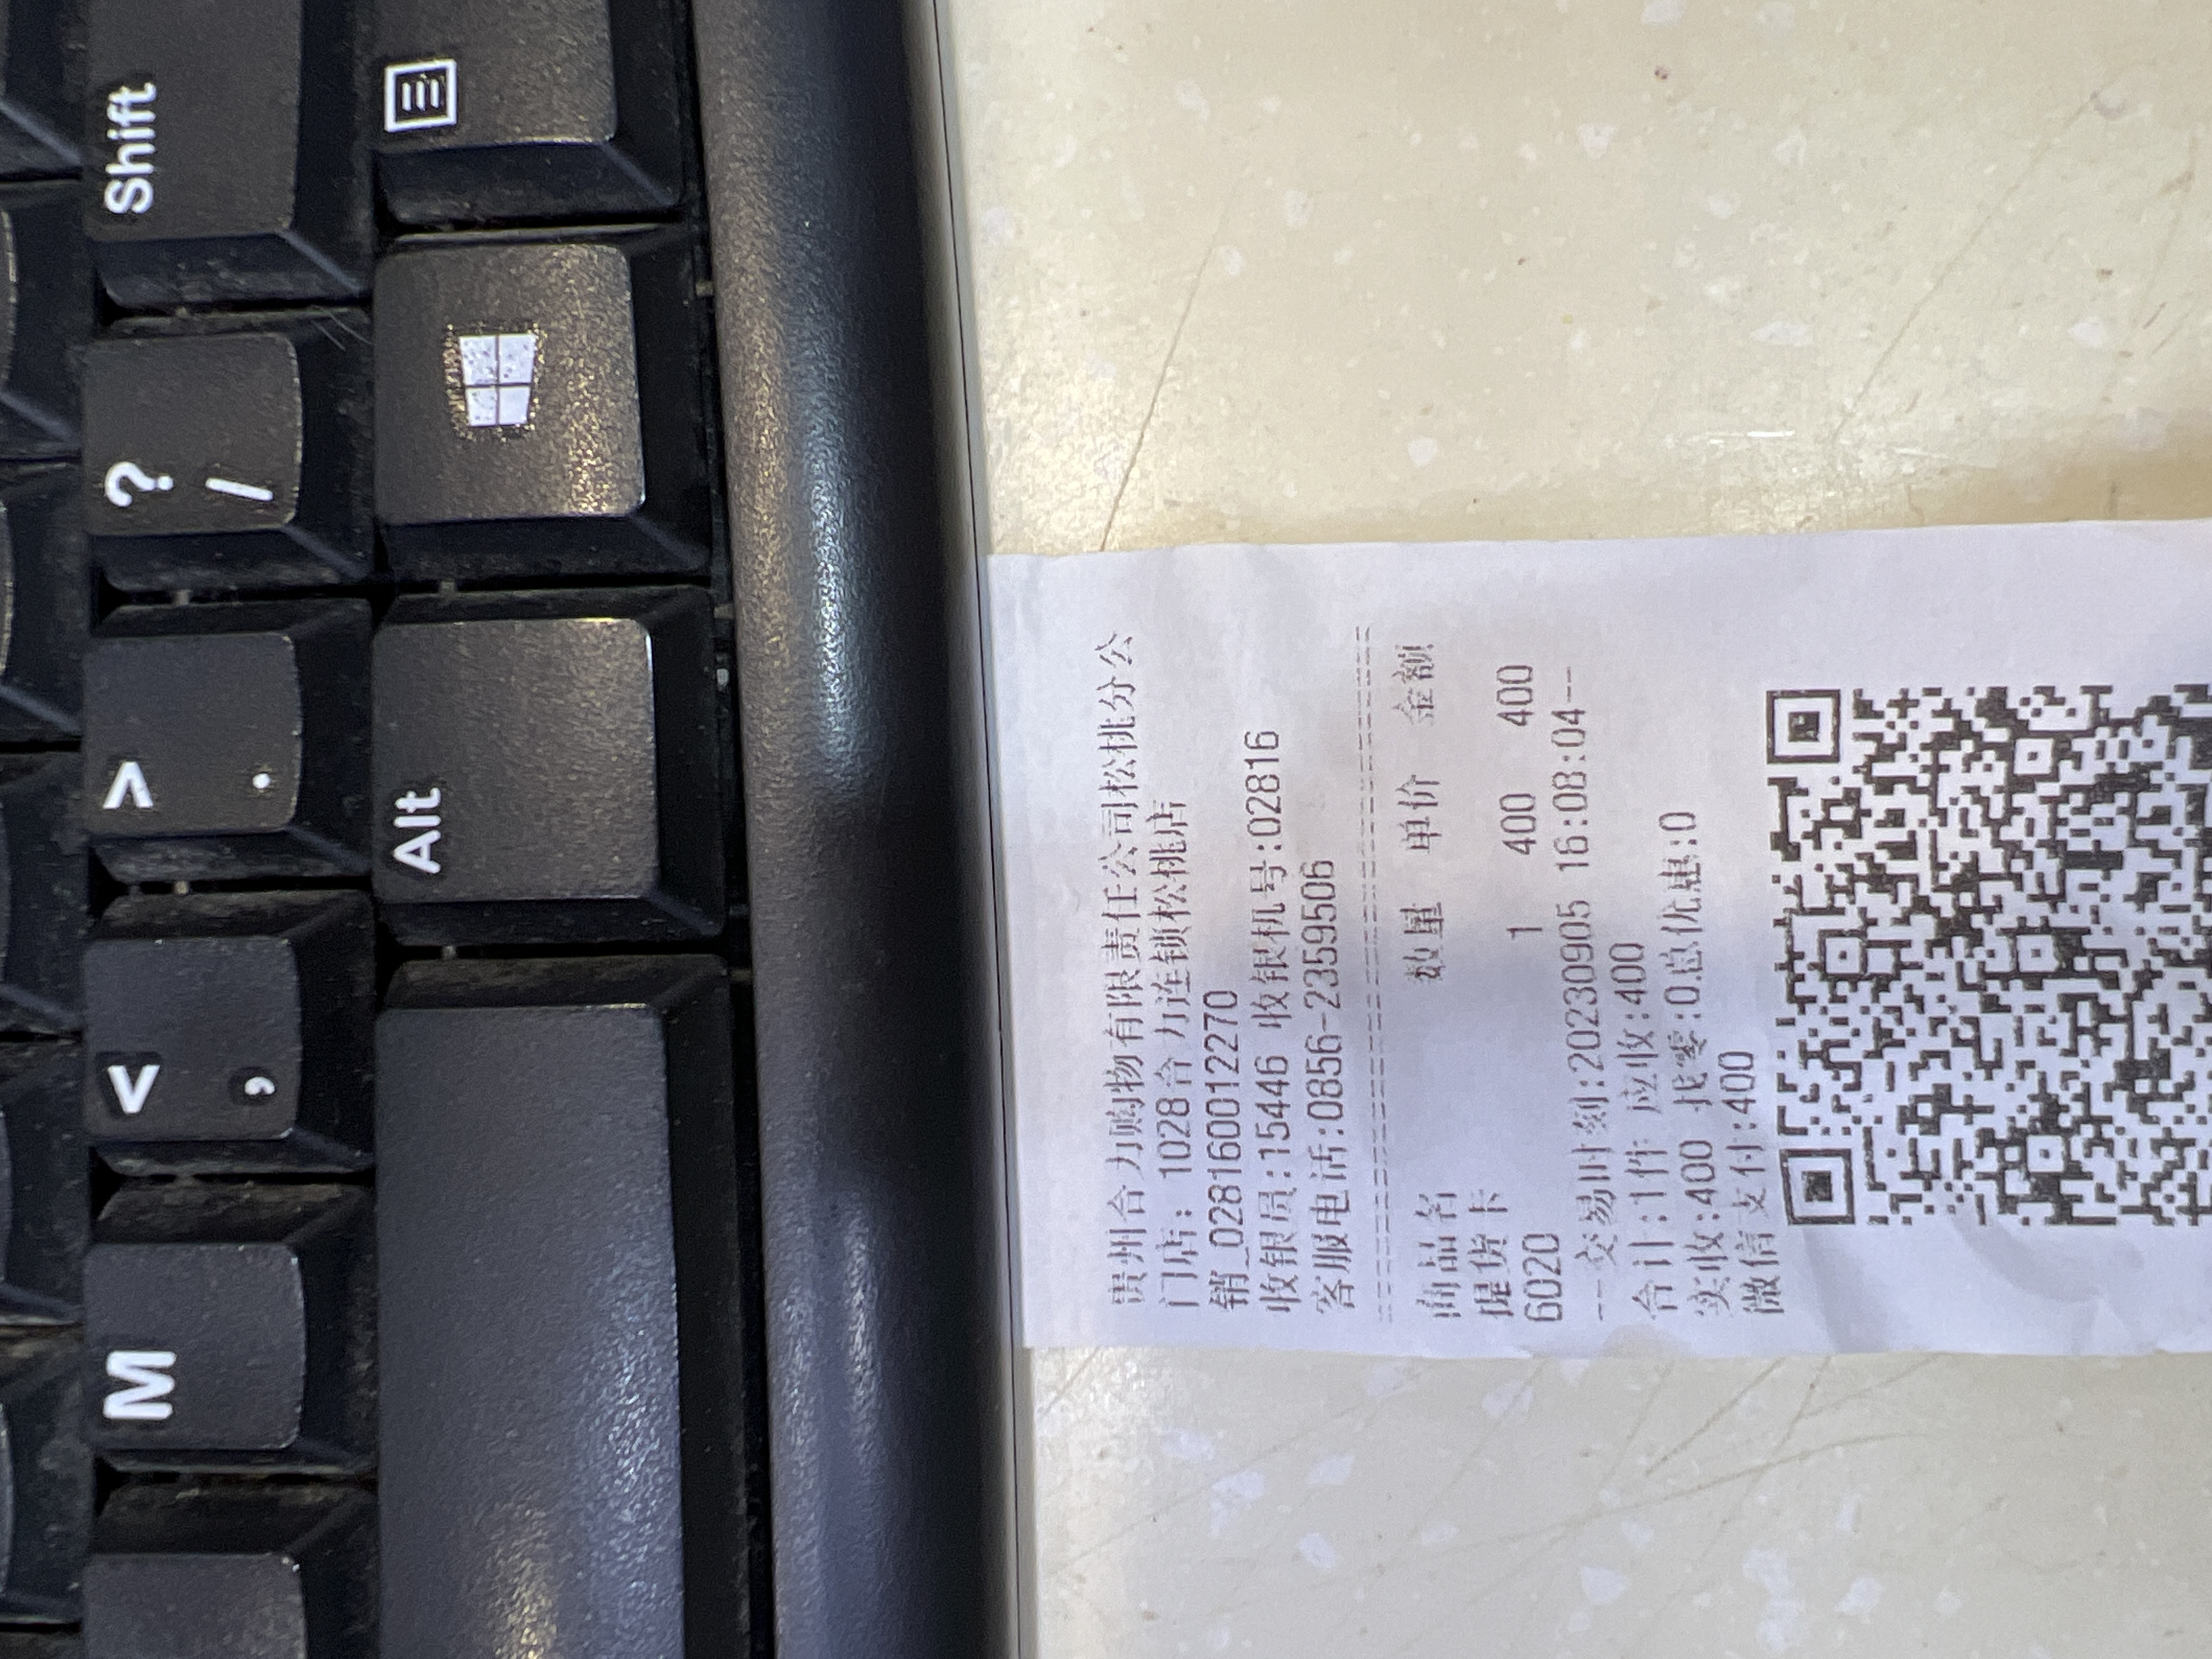 Shift
?
/
>
.
Alt
<
,
M
贵州合力购物有限责任公司松桃分公
门店: 1028合力连锁松桃店
销_0281600122​70
收银员:15446 收银机号:02816
客服电话:0856-2359506
商品名 数量 单价 金额
提货卡
6020 1 400 400
--交易时刻:20230905 16:08:04--
合计:1件 应收:400
实收:400 找零:0总优惠:0
微信支付:400